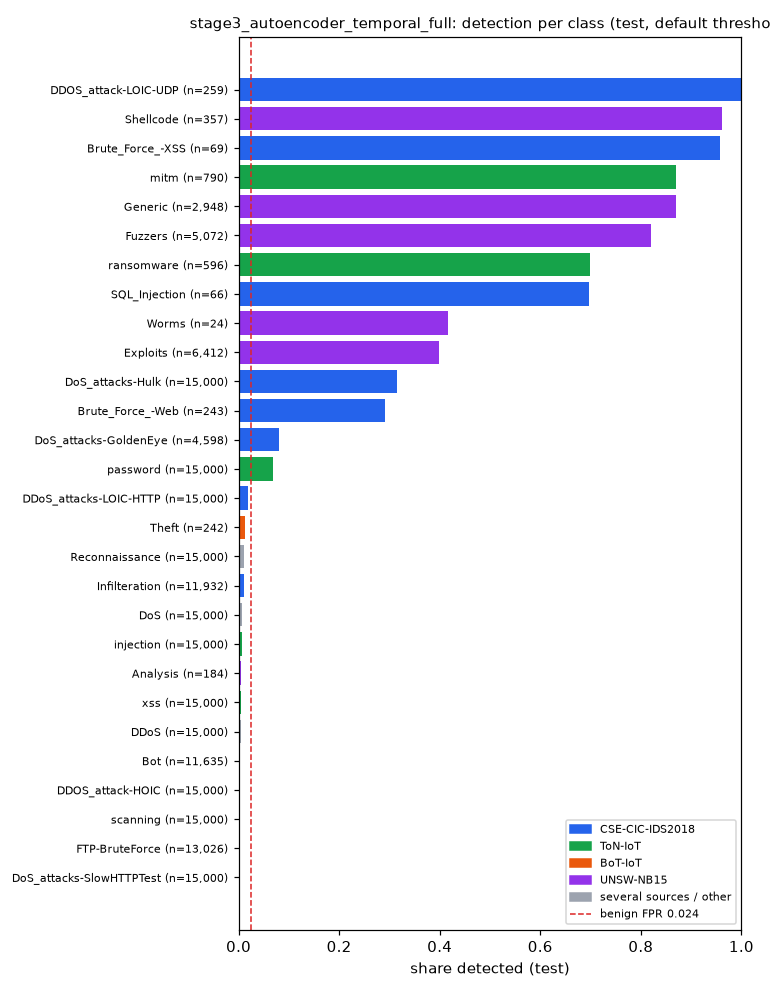 stage3_autoencoder_temporal_full: detection per class (test, default thresho
DDOS_attack-LOIC-UDP (n=259)
Shellcode (n=357)
Brute_Force_-XSS (n=69)
mitm (n=790)
Generic (n=2,948)
Fuzzers (n=5,072)
ransomware (n=596)
SQL_Injection (n=66)
Worms (n=24)
Exploits (n=6,412)
DoS_attacks-Hulk (n=15,000)
Brute_Force_-Web (n=243)
DoS_attacks-GoldenEye (n=4,598)
password (n=15,000)
DDoS_attacks-LOIC-HTTP (n=15,000)
Theft (n=242)
Reconnaissance (n=15,000)
Infilteration (n=11,932)
DoS (n=15,000)
injection (n=15,000)
Analysis (n=184)
xss (n=15,000)
DDoS (n=15,000)
Bot (n=11,635)
DDOS_attack-HOIC (n=15,000)
scanning (n=15,000)
FTP-BruteForce (n=13,026)
DoS_attacks-SlowHTTPTest (n=15,000)
CSE-CIC-IDS2018
ToN-IoT
BoT-IoT
UNSW-NB15
several sources / other
benign FPR 0.024
0.0 0.2 0.4 0.6 0.8 1.0
share detected (test)